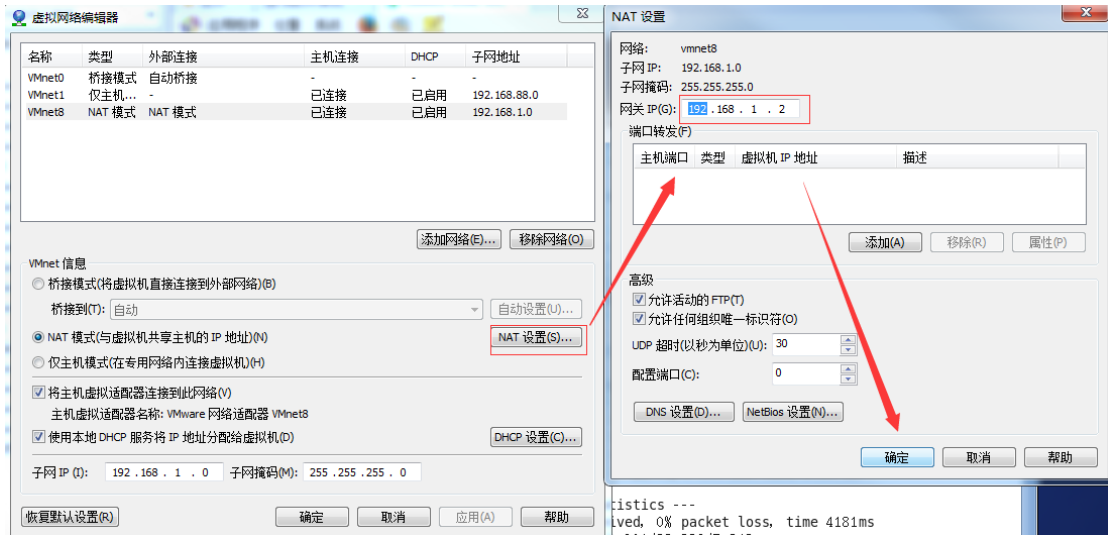 虚拟网络编辑器
名称 类型 外部连接 主机连接 DHCP 子网地址
VMnet0 桥接模式 自动桥接 - - -
VMnet1 仅主机... - 已连接 已启用 192.168.88.0
VMnet8 NAT 模式 NAT 模式 已连接 已启用 192.168.1.0
添加网络(E)... 移除网络(O)
VMnet 信息
桥接模式(将虚拟机直接连接到外部网络)(B)
桥接到(T): 自动 自动设置(U)...
NAT 模式(与虚拟机共享主机的 IP 地址)(N) NAT 设置(S)...
仅主机模式(在专用网络内连接虚拟机)(H)
将主机虚拟适配器连接到此网络(V)
主机虚拟适配器名称: VMware 网络适配器 VMnet8
使用本地 DHCP 服务将 IP 地址分配给虚拟机(D) DHCP 设置(C)...
子网 IP (I): 192 . 168 . 1 . 0 子网掩码(M): 255 . 255 . 255 . 0
恢复默认设置(R) 确定 取消 应用(A) 帮助
NAT 设置
网络: vmnet8
子网 IP: 192.168.1.0
子网掩码: 255.255.255.0
网关 IP(G): 192 . 168 . 1 . 2
端口转发(F)
主机端口 类型 虚拟机 IP 地址 描述
添加(A) 移除(R) 属性(P)
高级
允许活动的 FTP(T)
允许任何组织唯一标识符(O)
UDP 超时(以秒为单位)(U): 30
配置端口(C): 0
DNS 设置(D)... NetBios 设置(N)...
确定 取消 帮助
tistics ---
ived, 0% packet loss, time 4181ms